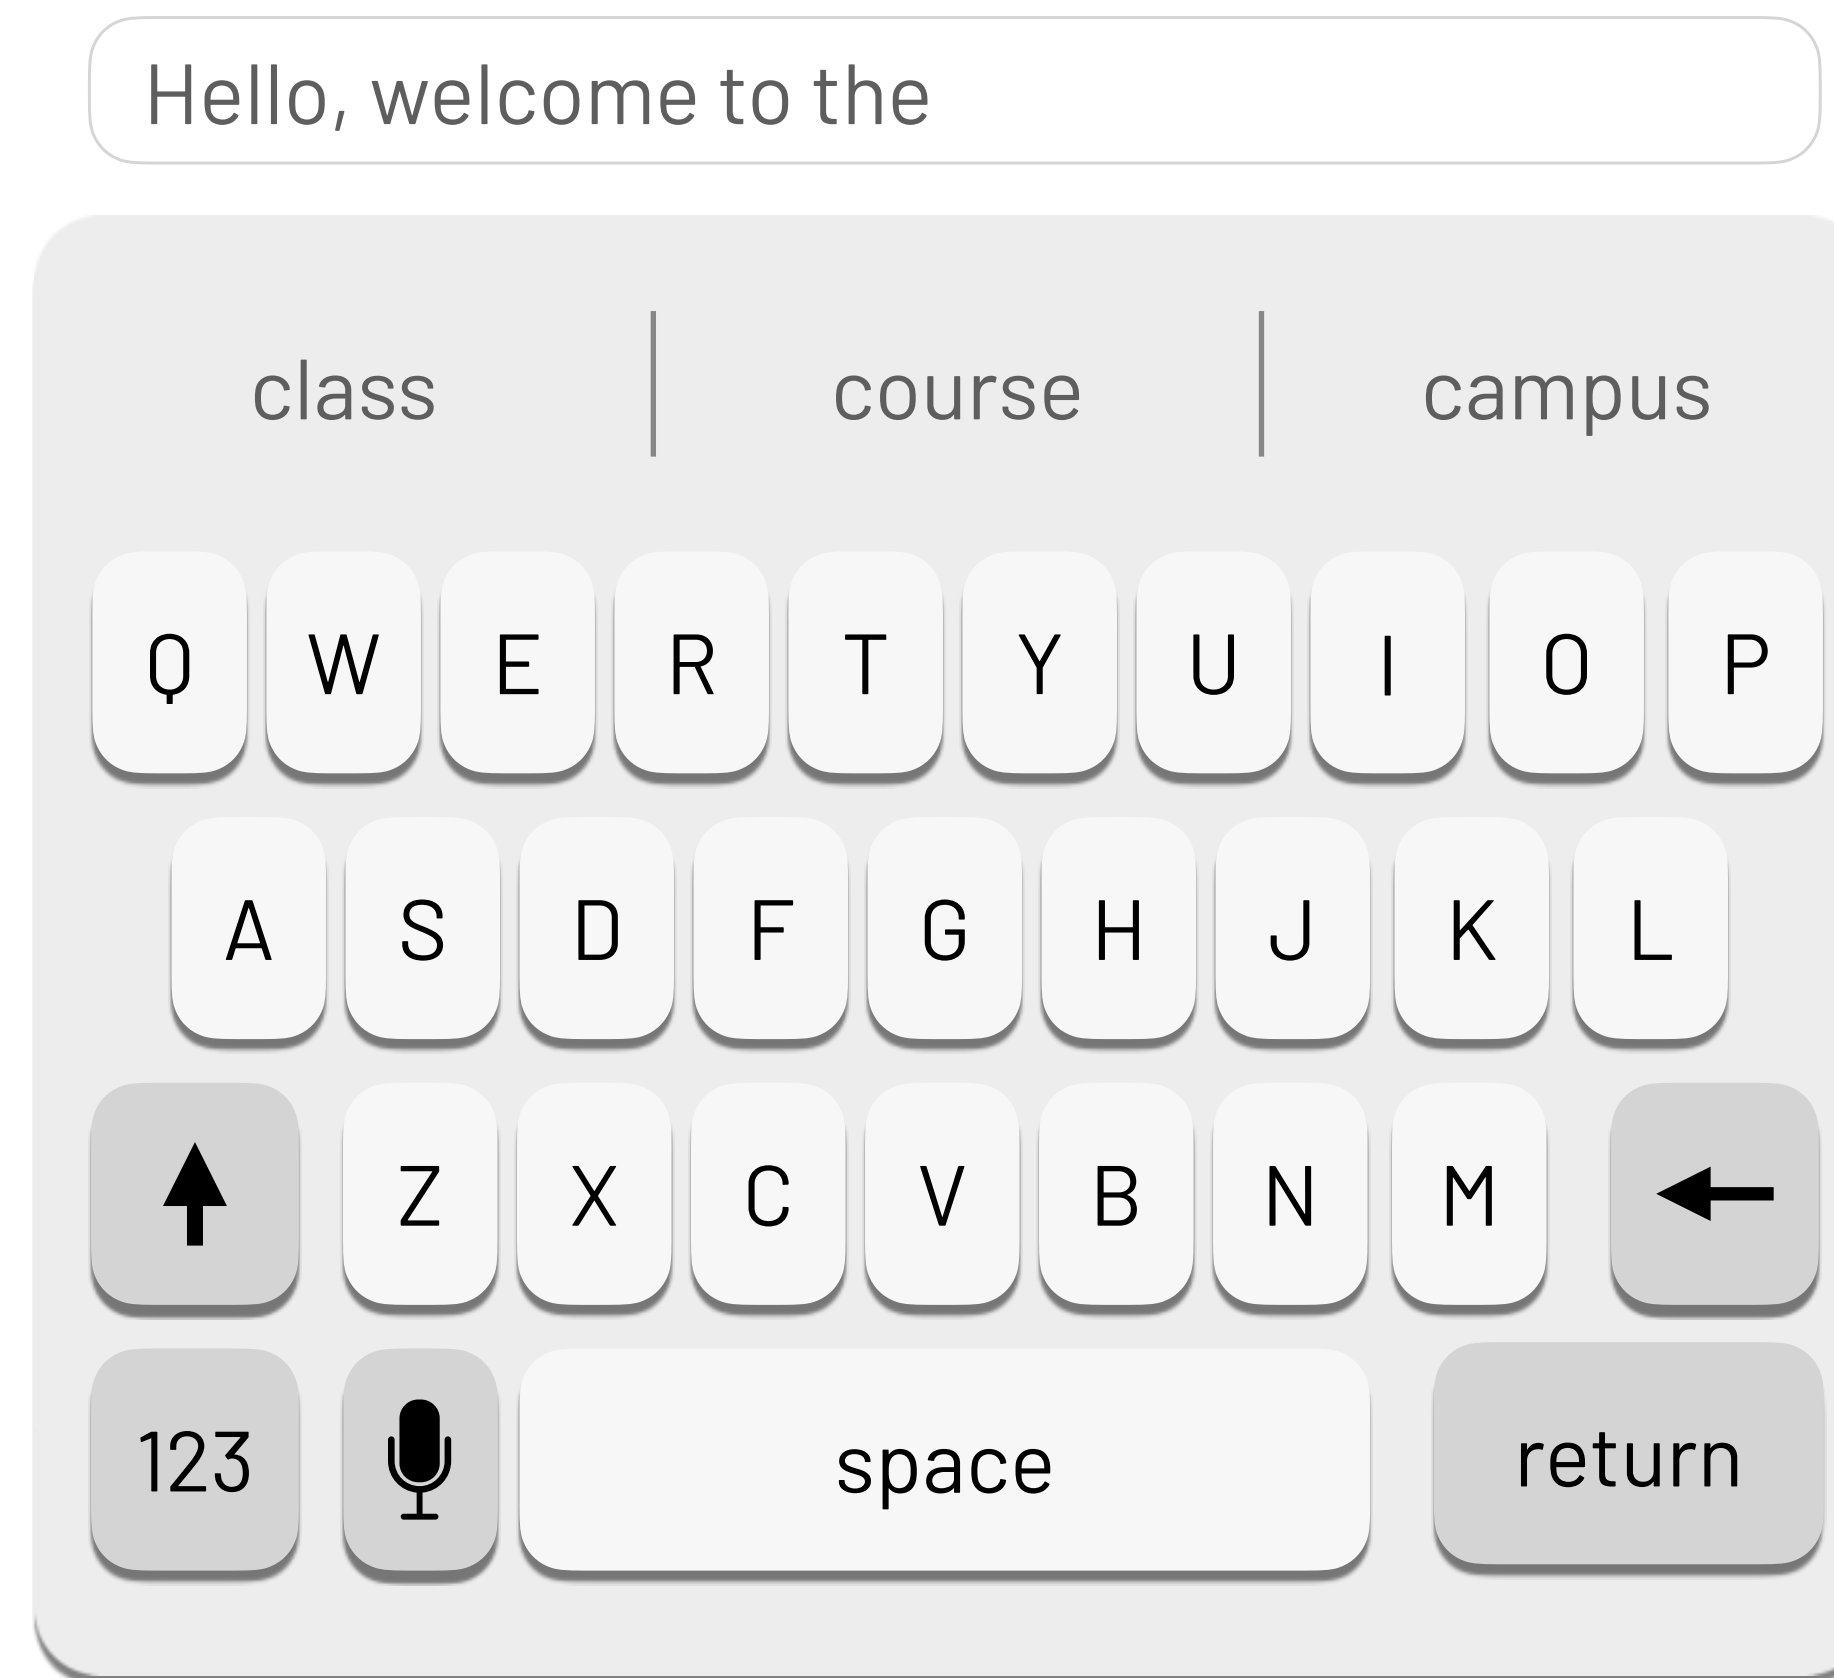 Hello, welcome to the
class course campus
Q W E R T Y U I O P
A S D F G H J K L
Z X C V B N M
123 space return